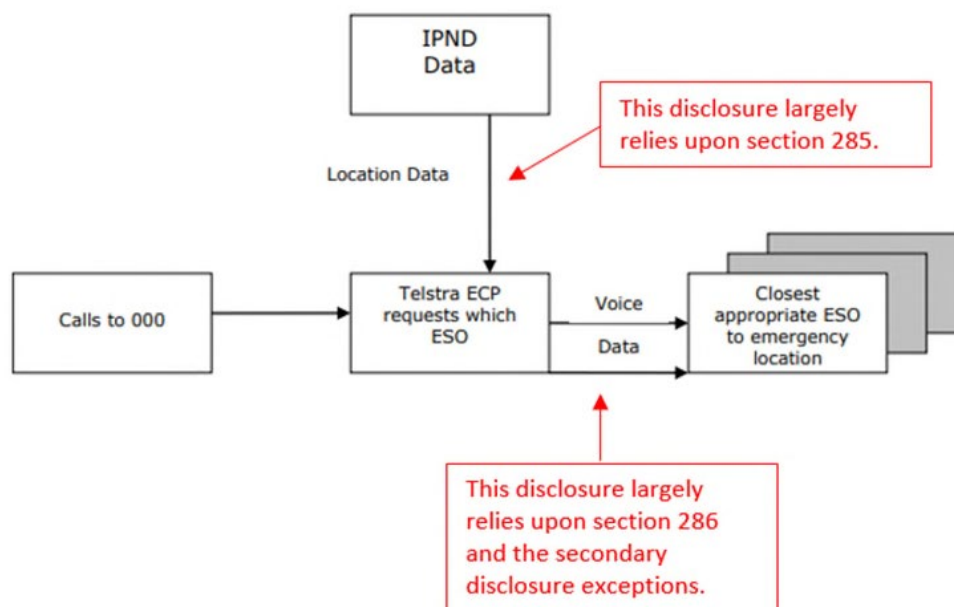 IPND
Data
This disclosure largely
relies upon section 285.
Location Data
Calls to 000
Telstra ECP
requests which
ESO
Voice
Data
Closest
appropriate ESO
to emergency
location
This disclosure largely
relies upon section 286
and the secondary
disclosure exceptions.